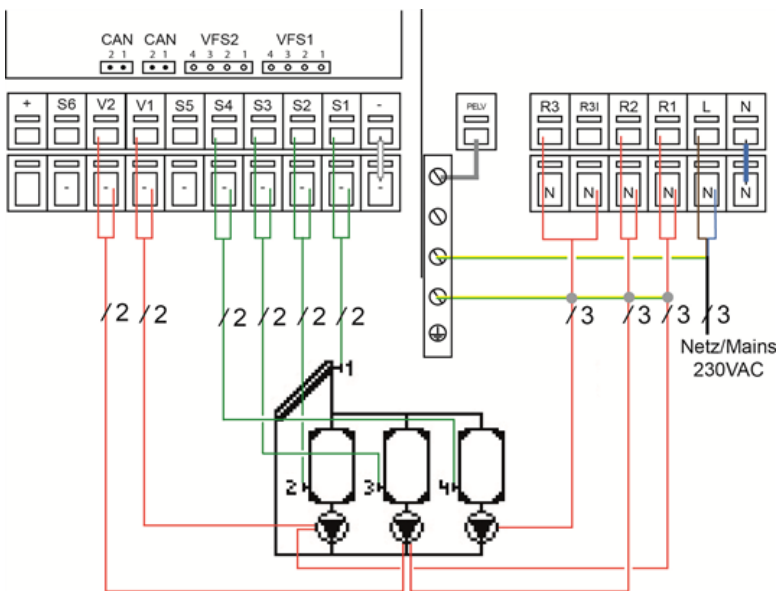 CAN CAN VFS2 VFS1
2 1 2 1 4 3 2 1 4 3 2 1
+ S6 V2 V1 S5 S4 S3 S2 S1 -
- - - - - - - - -
PELV
R3 R3I R2 R1 L N
N N N N N N
/2 /2 /2 /2 /2 /2
/3 /3 /3 /3
Netz/Mains
230VAC
1
2 3 4